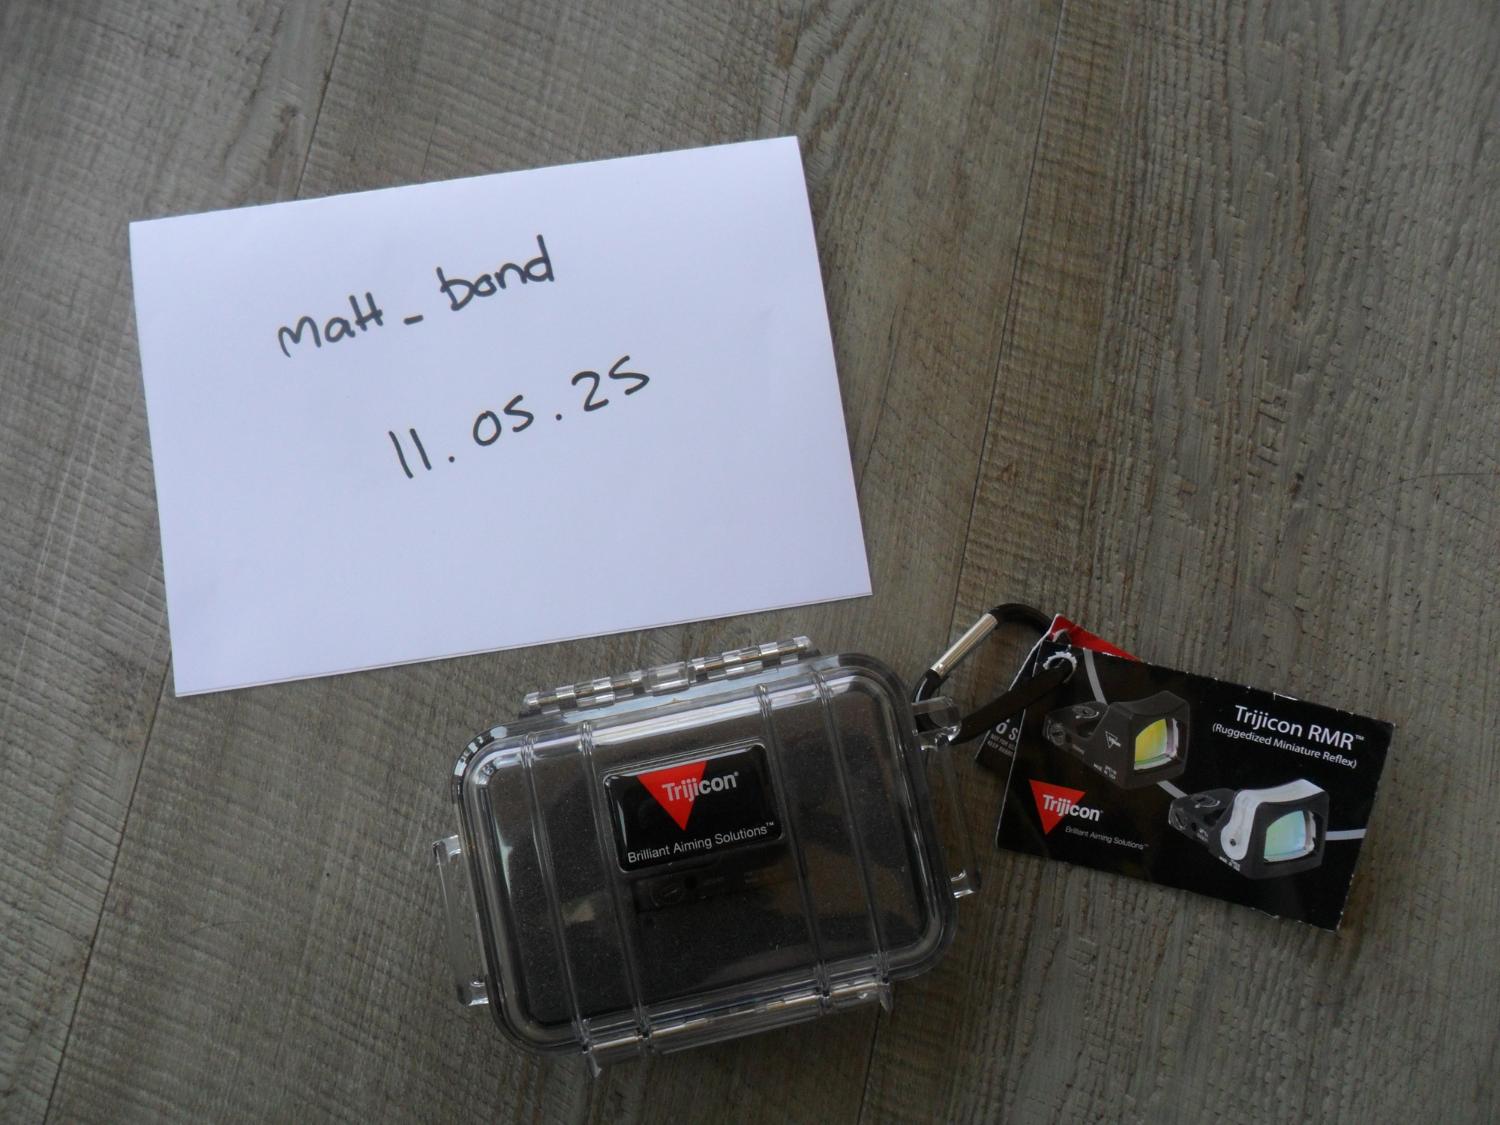 matt_bond
11.05.25
Trijicon®
Brilliant Aiming Solutions™
Trijicon RMR™
(Ruggedized Miniature Reflex)
Trijicon®
Brilliant Aiming Solutions™